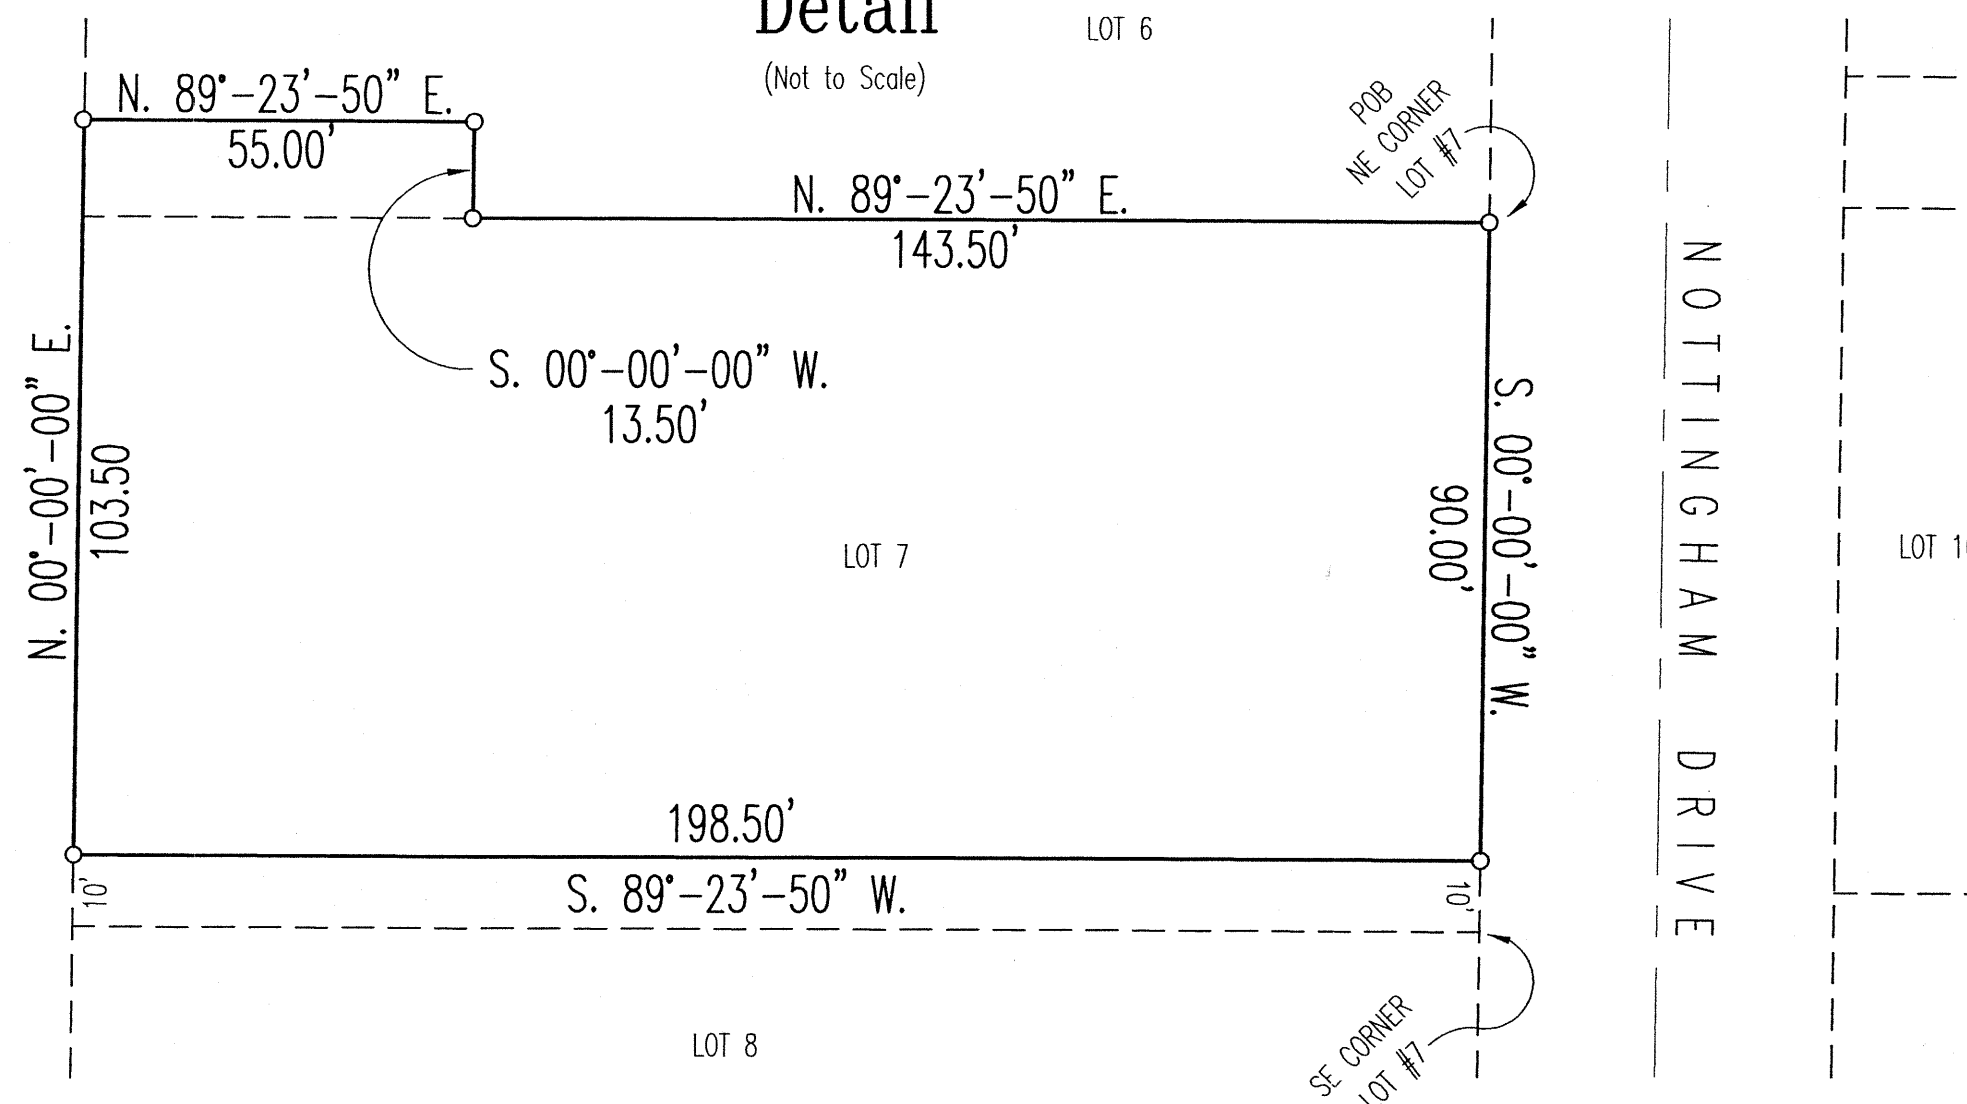 Detail
(Not to Scale)
LOT 6
N. 89°-23'-50" E.
55.00'
POB
NE CORNER
LOT #7
N. 89°-23'-50" E.
143.50'
S. 00°-00'-00" W.
13.50'
N. 00°-00'-00" E.
103.50
LOT 7
S. 00°-00'-00" W.
90.00'
NOTTINGHAM DRIVE
198.50'
S. 89°-23'-50" W.
10'
10'
LOT 8
SE CORNER
LOT #7
LOT